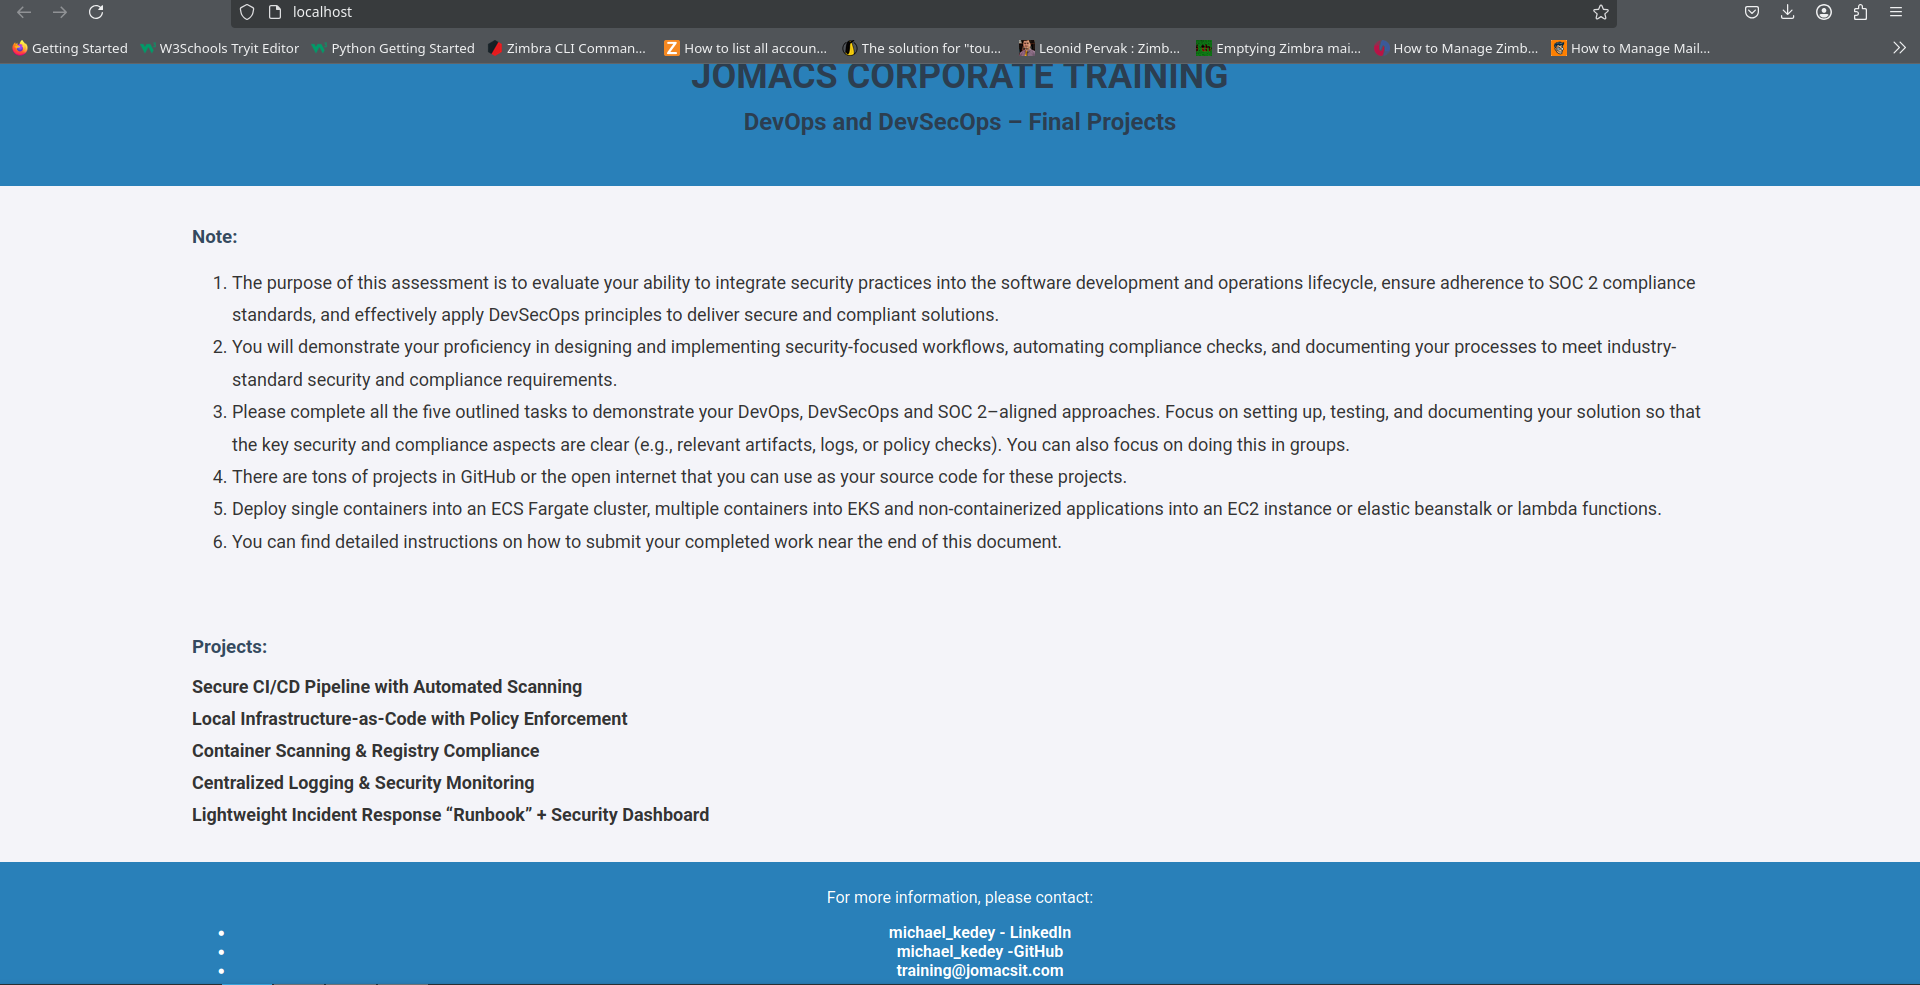 localhost
Getting Started
W3Schools Tryit Editor
Python Getting Started
Zimbra CLI Comman...
How to list all accoun...
The solution for "tou...
Leonid Pervak : Zimb...
Emptying Zimbra mai...
How to Manage Zimb...
How to Manage Mail...
JOMACS CORPORATE TRAINING
DevOps and DevSecOps – Final Projects
Note:
1. The purpose of this assessment is to evaluate your ability to integrate security practices into the software development and operations lifecycle, ensure adherence to SOC 2 compliance
standards, and effectively apply DevSecOps principles to deliver secure and compliant solutions.
2. You will demonstrate your proficiency in designing and implementing security-focused workflows, automating compliance checks, and documenting your processes to meet industry-
standard security and compliance requirements.
3. Please complete all the five outlined tasks to demonstrate your DevOps, DevSecOps and SOC 2–aligned approaches. Focus on setting up, testing, and documenting your solution so that
the key security and compliance aspects are clear (e.g., relevant artifacts, logs, or policy checks). You can also focus on doing this in groups.
4. There are tons of projects in GitHub or the open internet that you can use as your source code for these projects.
5. Deploy single containers into an ECS Fargate cluster, multiple containers into EKS and non-containerized applications into an EC2 instance or elastic beanstalk or lambda functions.
6. You can find detailed instructions on how to submit your completed work near the end of this document.
Projects:
Secure CI/CD Pipeline with Automated Scanning
Local Infrastructure-as-Code with Policy Enforcement
Container Scanning & Registry Compliance
Centralized Logging & Security Monitoring
Lightweight Incident Response “Runbook” + Security Dashboard
For more information, please contact:
• michael_kedey - LinkedIn
• michael_kedey -GitHub
• training@jomacsit.com